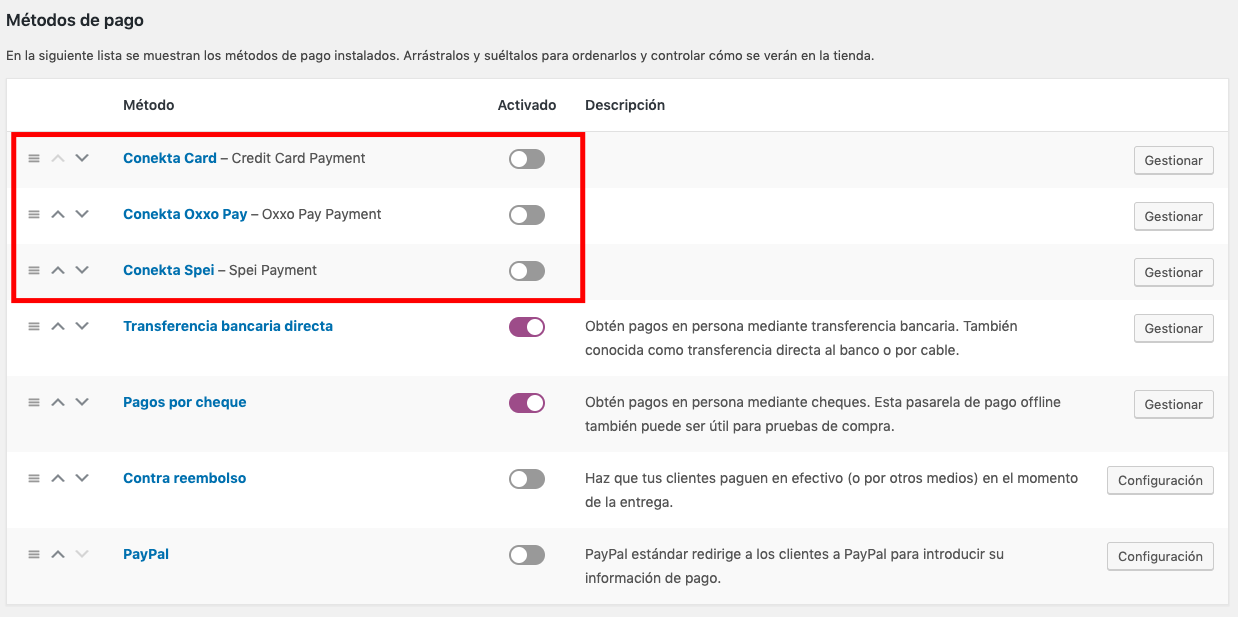 Métodos de pago
En la siguiente lista se muestran los métodos de pago instalados. Arrástralos y suéltalos para ordenarlos y controlar cómo se verán en la tienda.
Método Activado Descripción
Conekta Card – Credit Card Payment Gestionar
Conekta Oxxo Pay – Oxxo Pay Payment Gestionar
Conekta Spei – Spei Payment Gestionar
Transferencia bancaria directa Obtén pagos en persona mediante transferencia bancaria. También Gestionar
conocida como transferencia directa al banco o por cable.
Pagos por cheque Obtén pagos en persona mediante cheques. Esta pasarela de pago offline Gestionar
también puede ser útil para pruebas de compra.
Contra reembolso Haz que tus clientes paguen en efectivo (o por otros medios) en el momento Configuración
de la entrega.
PayPal PayPal estándar redirige a los clientes a PayPal para introducir su Configuración
información de pago.